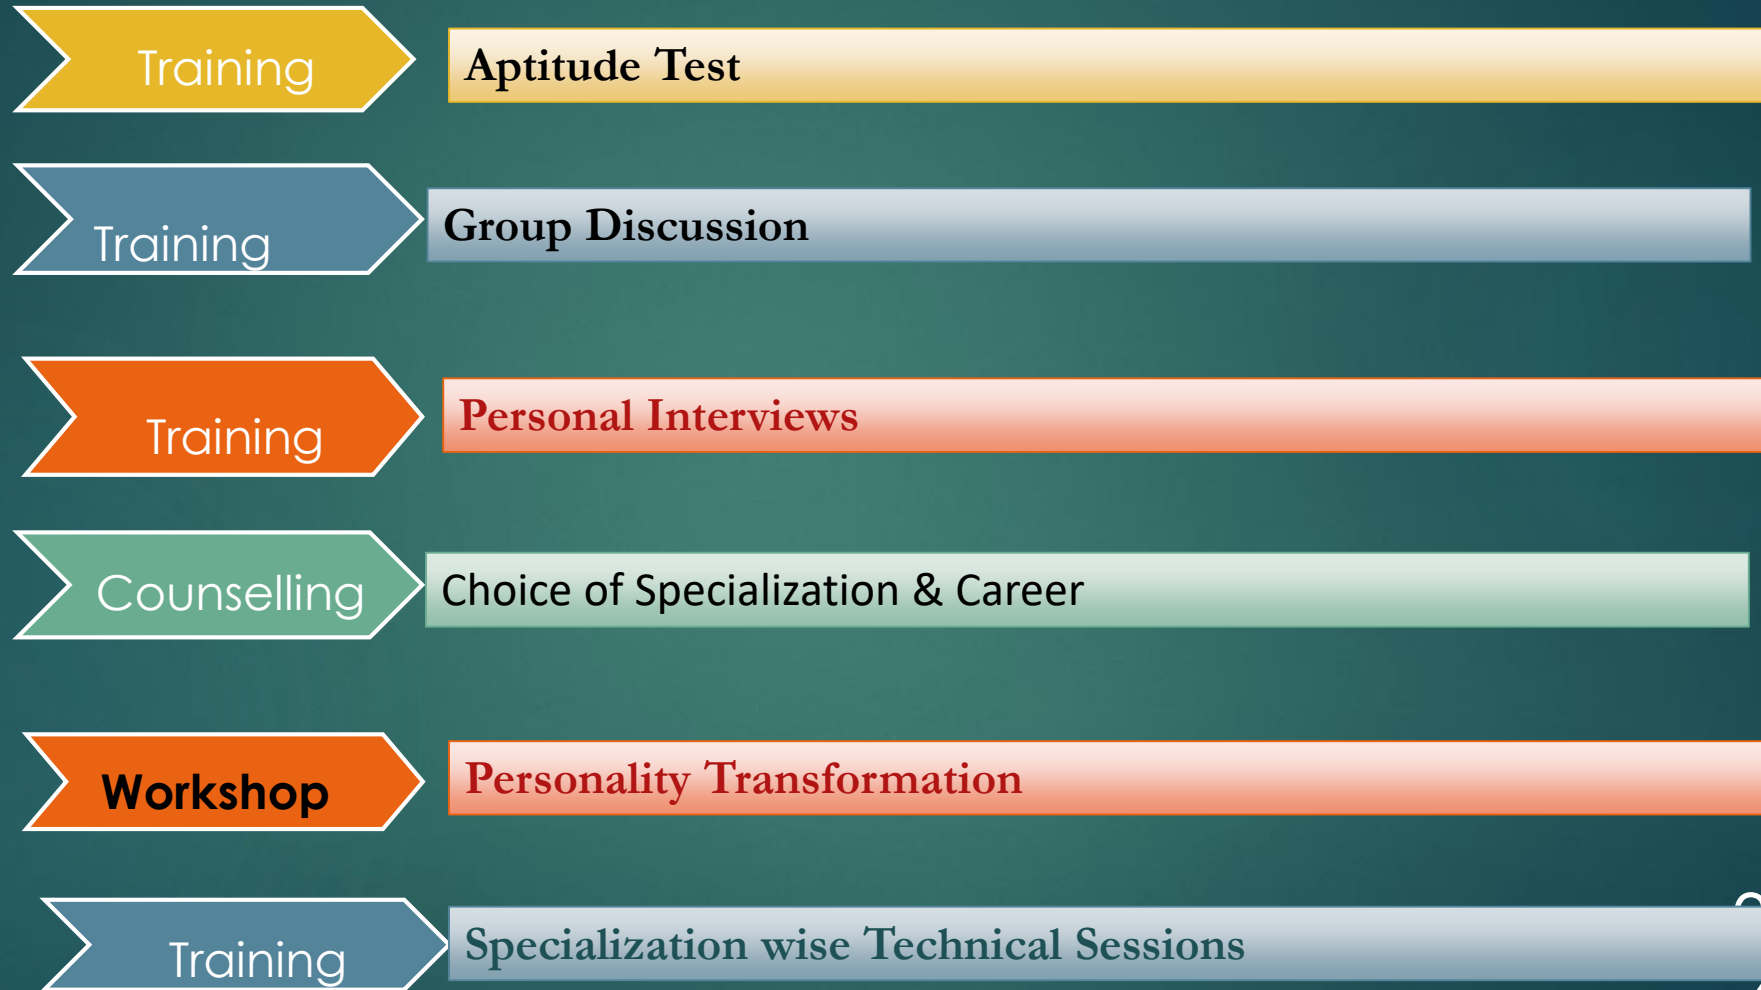 Training
Aptitude Test
Training
Group Discussion
Training
Personal Interviews
Counselling
Choice of Specialization & Career
Workshop
Personality Transformation
Training
Specialization wise Technical Sessions